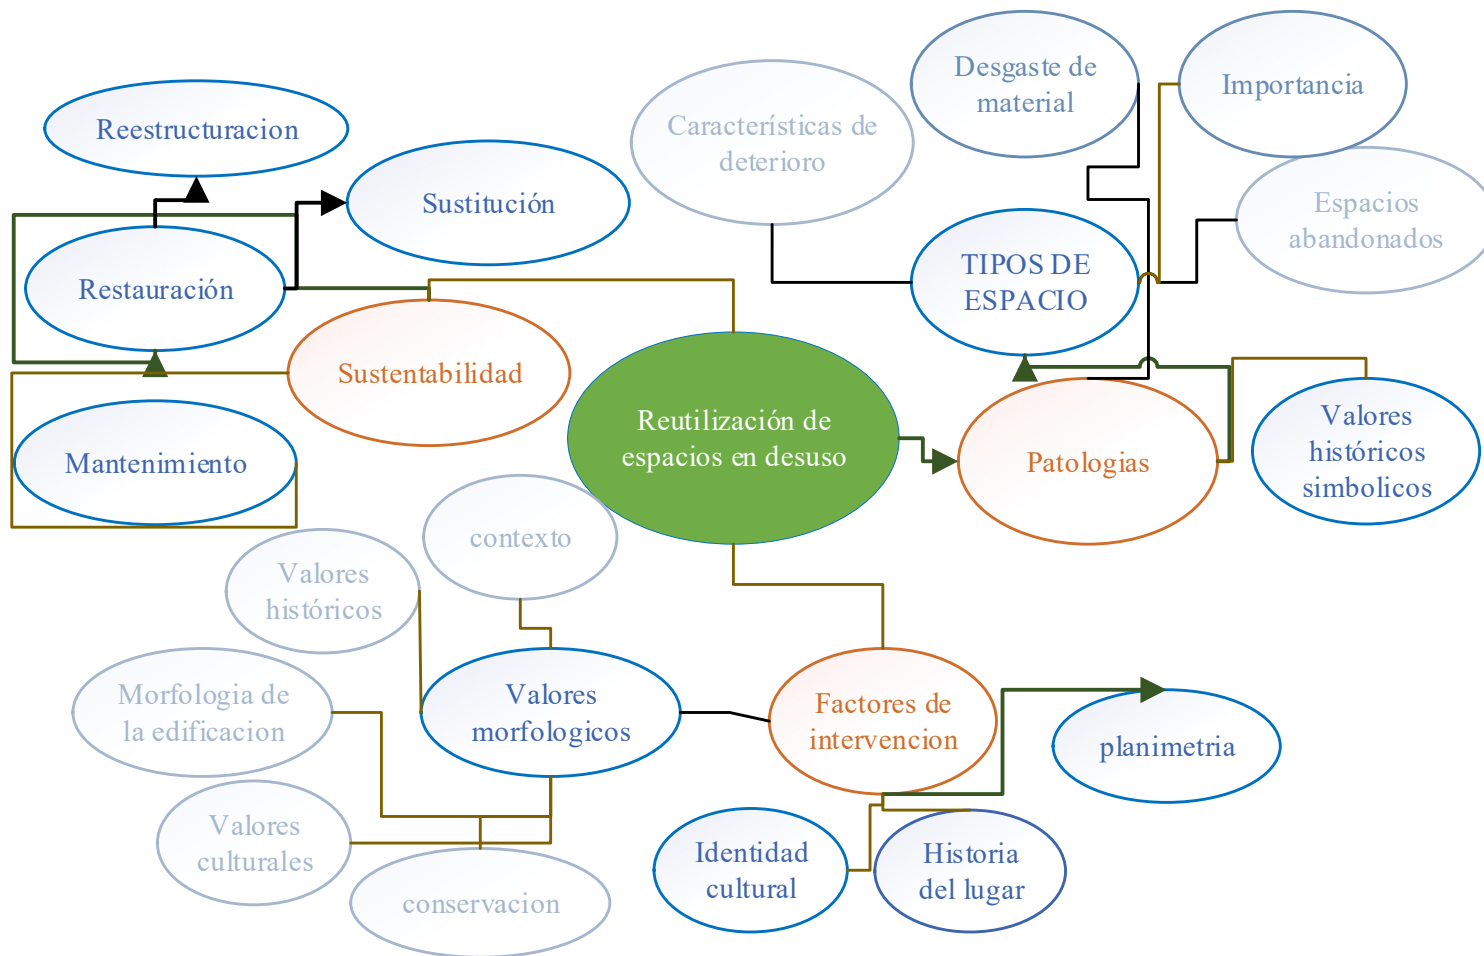 Desgaste de
material
Importancia
Características de
deterioro
Reestructuracion
Sustitución
Espacios
abandonados
TIPOS DE
ESPACIO
Restauración
Sustentabilidad
Reutilización de
espacios en desuso
Patologias
Valores
históricos
simbolicos
Mantenimiento
contexto
Valores
históricos
Morfologia de
la edificacion
Valores
morfologicos
Factores de
intervencion
planimetria
Valores
culturales
conservacion
Identidad
cultural
Historia
del lugar